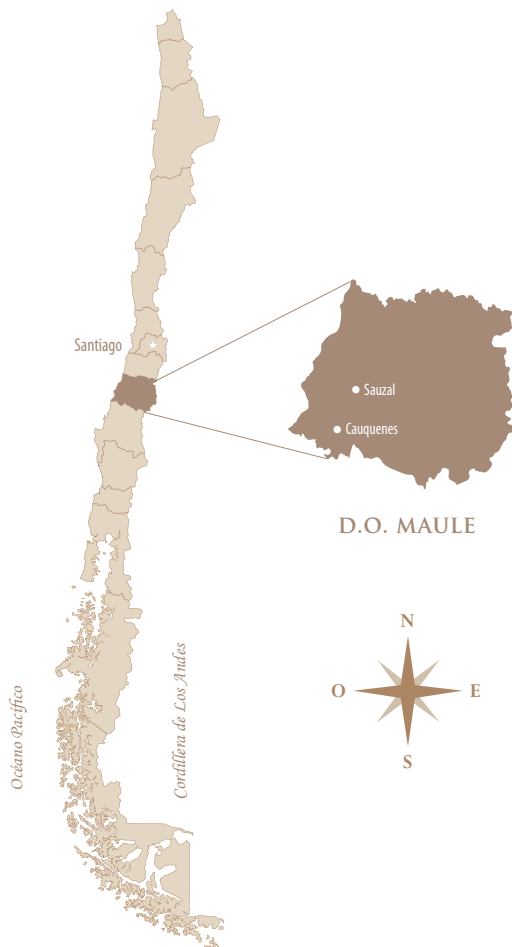 Santiago
Sauzal
Cauquenes
D.O. MAULE
N
O
E
S
Océano Pacífico
Cordillera de Los Andes